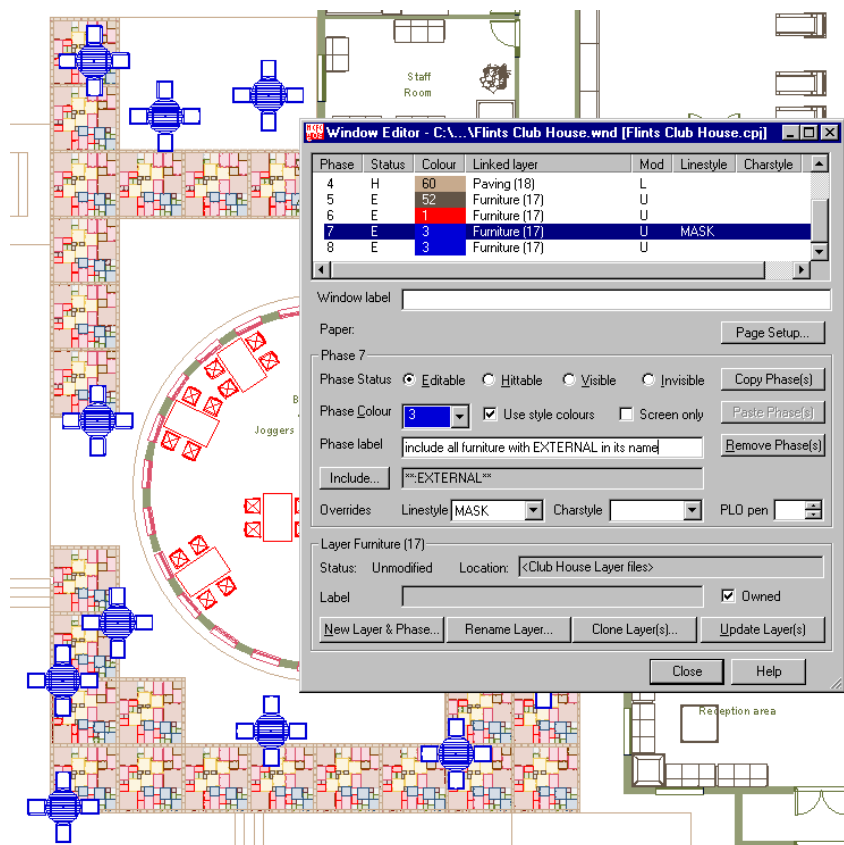 Staff
Room
Window Editor - C:\...\Flints Club House.wnd [Flints Club House.cpj]
Phase Status Colour Linked layer Mod Linestyle Charstyle
4 H 60 Paving (18) L
5 E 52 Furniture (17) U
6 E 1 Furniture (17) U
7 E 3 Furniture (17) U MASK
8 E 3 Furniture (17) U
Window label
Paper: Page Setup...
Phase 7
Phase Status Editable Hittable Visible Invisible Copy Phase(s)
Phase Colour 3 Use style colours Screen only Paste Phase(s)
Phase label include all furniture with EXTERNAL in its name Remove Phase(s)
Include... **:EXTERNAL**
Overrides Linestyle MASK Charstyle PLO pen
Layer Furniture (17)
Status: Unmodified Location: <Club House Layer files>
Label Owned
New Layer & Phase... Rename Layer... Clone Layer(s)... Update Layer(s)
Close Help
B
Joggers
Reception area